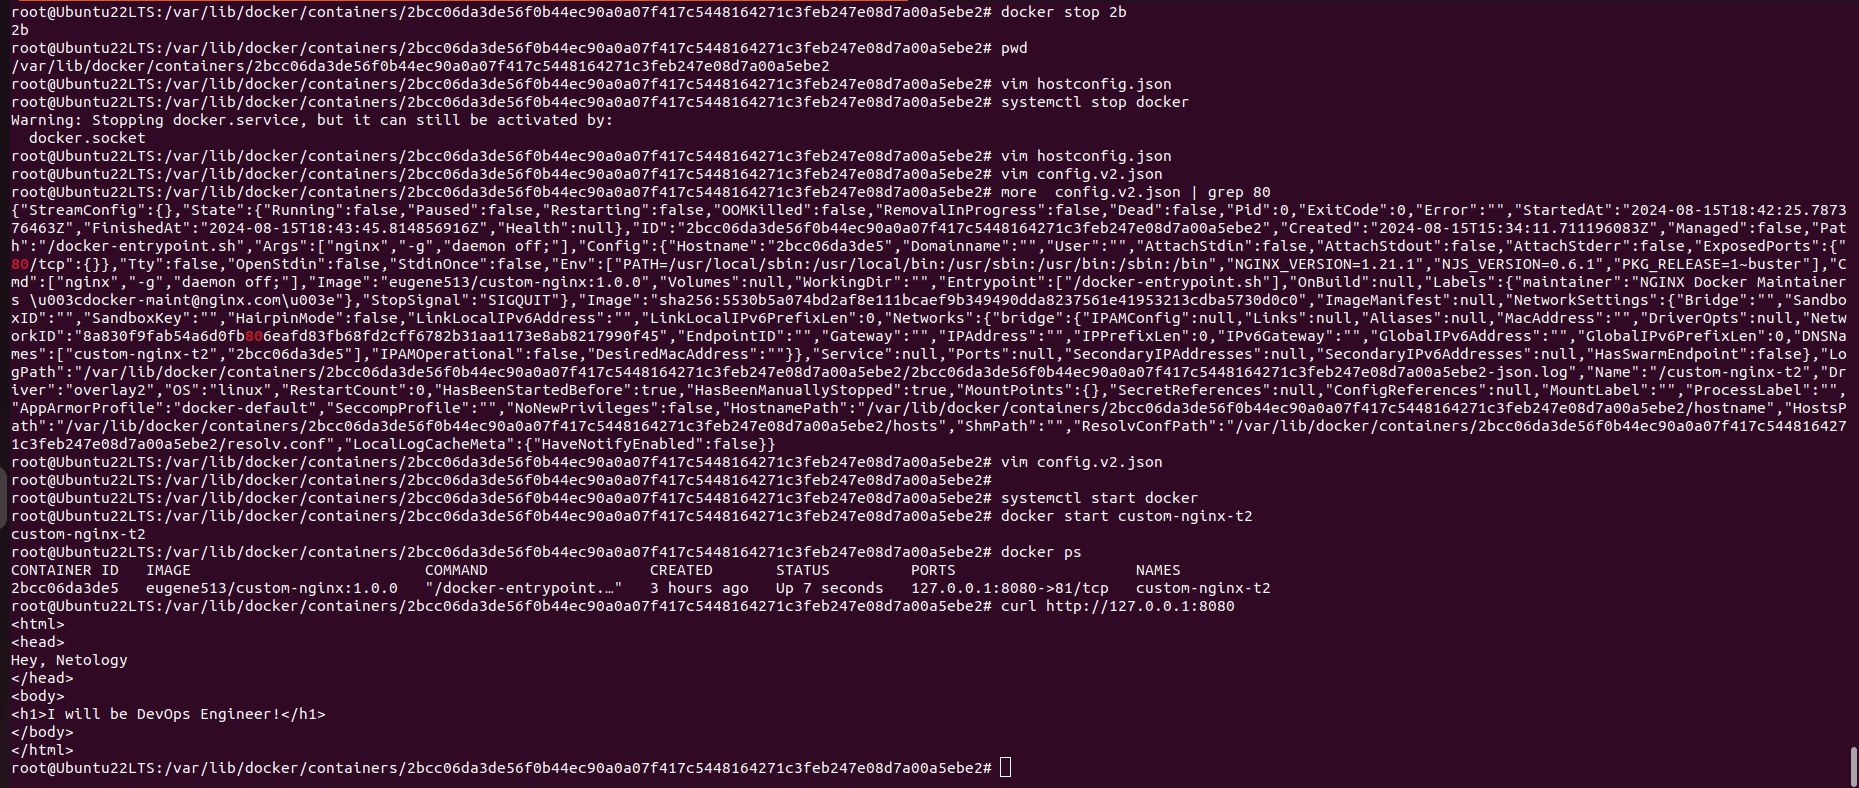 root@Ubuntu22LTS:/var/lib/docker/containers/2bcc06da3de56f0b44ec90a0a07f417c5448164271c3feb247e08d7a00a5ebe2# docker stop 2b
2b
root@Ubuntu22LTS:/var/lib/docker/containers/2bcc06da3de56f0b44ec90a0a07f417c5448164271c3feb247e08d7a00a5ebe2# pwd
/var/lib/docker/containers/2bcc06da3de56f0b44ec90a0a07f417c5448164271c3feb247e08d7a00a5ebe2
root@Ubuntu22LTS:/var/lib/docker/containers/2bcc06da3de56f0b44ec90a0a07f417c5448164271c3feb247e08d7a00a5ebe2# vim hostconfig.json
root@Ubuntu22LTS:/var/lib/docker/containers/2bcc06da3de56f0b44ec90a0a07f417c5448164271c3feb247e08d7a00a5ebe2# systemctl stop docker
Warning: Stopping docker.service, but it can still be activated by:
  docker.socket
root@Ubuntu22LTS:/var/lib/docker/containers/2bcc06da3de56f0b44ec90a0a07f417c5448164271c3feb247e08d7a00a5ebe2# vim hostconfig.json
root@Ubuntu22LTS:/var/lib/docker/containers/2bcc06da3de56f0b44ec90a0a07f417c5448164271c3feb247e08d7a00a5ebe2# vim config.v2.json
root@Ubuntu22LTS:/var/lib/docker/containers/2bcc06da3de56f0b44ec90a0a07f417c5448164271c3feb247e08d7a00a5ebe2# more  config.v2.json | grep 80
{"StreamConfig":{},"State":{"Running":false,"Paused":false,"Restarting":false,"OOMKilled":false,"RemovalInProgress":false,"Dead":false,"Pid":0,"ExitCode":0,"Error":"","StartedAt":"2024-08-15T18:42:25.7873
76463Z","FinishedAt":"2024-08-15T18:43:45.814856916Z","Health":null},"ID":"2bcc06da3de56f0b44ec90a0a07f417c5448164271c3feb247e08d7a00a5ebe2","Created":"2024-08-15T15:34:11.711196083Z","Managed":false,"Pat
h":"/docker-entrypoint.sh","Args":["nginx","-g","daemon off;"],"Config":{"Hostname":"2bcc06da3de5","Domainname":"","User":"","AttachStdin":false,"AttachStdout":false,"AttachStderr":false,"ExposedPorts":{"
80/tcp":{}},"Tty":false,"OpenStdin":false,"StdinOnce":false,"Env":["PATH=/usr/local/sbin:/usr/local/bin:/usr/sbin:/usr/bin:/sbin:/bin","NGINX_VERSION=1.21.1","NJS_VERSION=0.6.1","PKG_RELEASE=1~buster"],"C
md":["nginx","-g","daemon off;"],"Image":"eugene513/custom-nginx:1.0.0","Volumes":null,"WorkingDir":"","Entrypoint":["/docker-entrypoint.sh"],"OnBuild":null,"Labels":{"maintainer":"NGINX Docker Maintainer
s \u003cdocker-maint@nginx.com\u003e"},"StopSignal":"SIGQUIT"},"Image":"sha256:5530b5a074bd2af8e111bcaef9b349490dda8237561e41953213cdba5730d0c0","ImageManifest":null,"NetworkSettings":{"Bridge":"","Sandbo
xID":"","SandboxKey":"","HairpinMode":false,"LinkLocalIPv6Address":"","LinkLocalIPv6PrefixLen":0,"Networks":{"bridge":{"IPAMConfig":null,"Links":null,"Aliases":null,"MacAddress":"","DriverOpts":null,"Netw
orkID":"8a830f9fab54a6d0fb806eafd83fb68fd2cff6782b31aa1173e8ab8217990f45","EndpointID":"","Gateway":"","IPAddress":"","IPPrefixLen":0,"IPv6Gateway":"","GlobalIPv6Address":"","GlobalIPv6PrefixLen":0,"DNSNa
mes":["custom-nginx-t2","2bcc06da3de5"],"IPAMOperational":false,"DesiredMacAddress":""}},"Service":null,"Ports":null,"SecondaryIPAddresses":null,"SecondaryIPv6Addresses":null,"HasSwarmEndpoint":false},"Lo
gPath":"/var/lib/docker/containers/2bcc06da3de56f0b44ec90a0a07f417c5448164271c3feb247e08d7a00a5ebe2/2bcc06da3de56f0b44ec90a0a07f417c5448164271c3feb247e08d7a00a5ebe2-json.log","Name":"/custom-nginx-t2","Dr
iver":"overlay2","OS":"linux","RestartCount":0,"HasBeenStartedBefore":true,"HasBeenManuallyStopped":true,"MountPoints":{},"SecretReferences":null,"ConfigReferences":null,"MountLabel":"","ProcessLabel":"",
"AppArmorProfile":"docker-default","SeccompProfile":"","NoNewPrivileges":false,"HostnamePath":"/var/lib/docker/containers/2bcc06da3de56f0b44ec90a0a07f417c5448164271c3feb247e08d7a00a5ebe2/hostname","HostsP
ath":"/var/lib/docker/containers/2bcc06da3de56f0b44ec90a0a07f417c5448164271c3feb247e08d7a00a5ebe2/hosts","ShmPath":"","ResolvConfPath":"/var/lib/docker/containers/2bcc06da3de56f0b44ec90a0a07f417c544816427
1c3feb247e08d7a00a5ebe2/resolv.conf","LocalLogCacheMeta":{"HaveNotifyEnabled":false}}
root@Ubuntu22LTS:/var/lib/docker/containers/2bcc06da3de56f0b44ec90a0a07f417c5448164271c3feb247e08d7a00a5ebe2# vim config.v2.json
root@Ubuntu22LTS:/var/lib/docker/containers/2bcc06da3de56f0b44ec90a0a07f417c5448164271c3feb247e08d7a00a5ebe2#
root@Ubuntu22LTS:/var/lib/docker/containers/2bcc06da3de56f0b44ec90a0a07f417c5448164271c3feb247e08d7a00a5ebe2# systemctl start docker
root@Ubuntu22LTS:/var/lib/docker/containers/2bcc06da3de56f0b44ec90a0a07f417c5448164271c3feb247e08d7a00a5ebe2# docker start custom-nginx-t2
custom-nginx-t2
root@Ubuntu22LTS:/var/lib/docker/containers/2bcc06da3de56f0b44ec90a0a07f417c5448164271c3feb247e08d7a00a5ebe2# docker ps
CONTAINER ID   IMAGE                          COMMAND                  CREATED       STATUS         PORTS                    NAMES
2bcc06da3de5   eugene513/custom-nginx:1.0.0   "/docker-entrypoint.…"   3 hours ago   Up 7 seconds   127.0.0.1:8080->81/tcp   custom-nginx-t2
root@Ubuntu22LTS:/var/lib/docker/containers/2bcc06da3de56f0b44ec90a0a07f417c5448164271c3feb247e08d7a00a5ebe2# curl http://127.0.0.1:8080
<html>
<head>
Hey, Netology
</head>
<body>
<h1>I will be DevOps Engineer!</h1>
</body>
</html>
root@Ubuntu22LTS:/var/lib/docker/containers/2bcc06da3de56f0b44ec90a0a07f417c5448164271c3feb247e08d7a00a5ebe2#